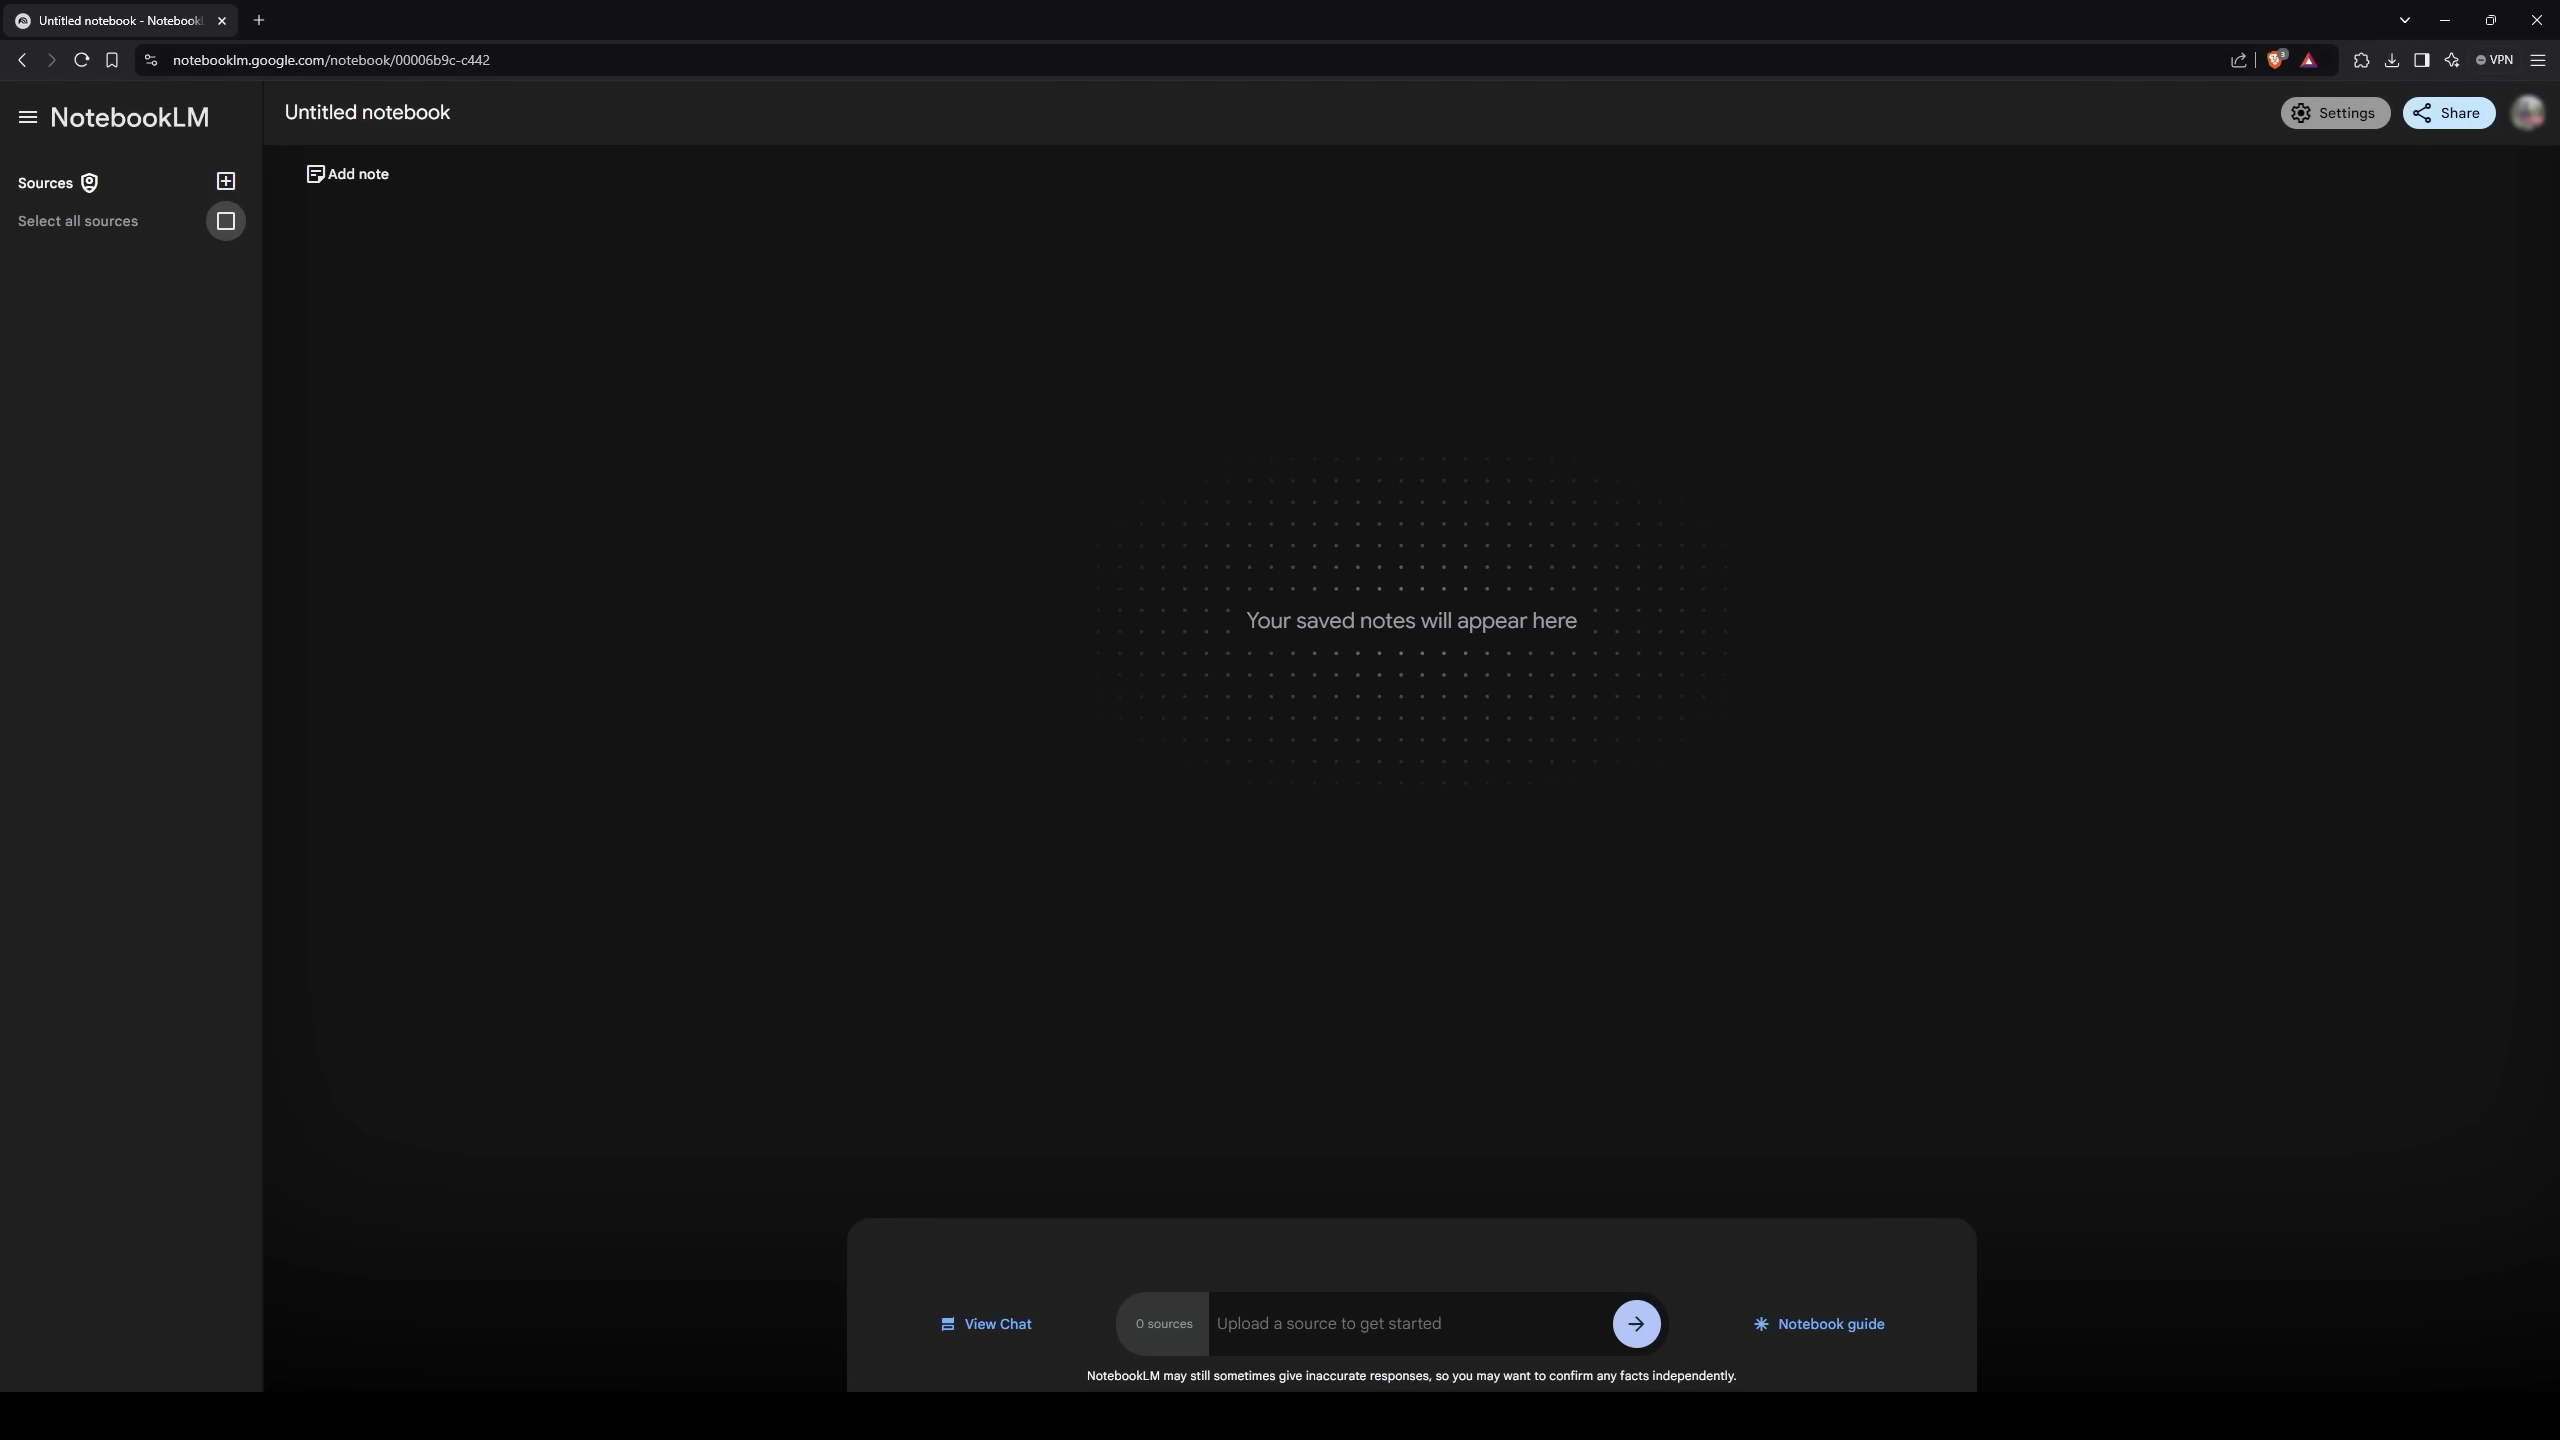 Untitled notebook - Notebook
notebooklm.google.com/notebook/00006b9c-c442
3
VPN
NotebookLM
Untitled notebook
Settings
Share
Sources
Add note
Select all sources
Your saved notes will appear here
View Chat
0 sources
Upload a source to get started
Notebook guide
NotebookLM may still sometimes give inaccurate responses, so you may want to confirm any facts independently.